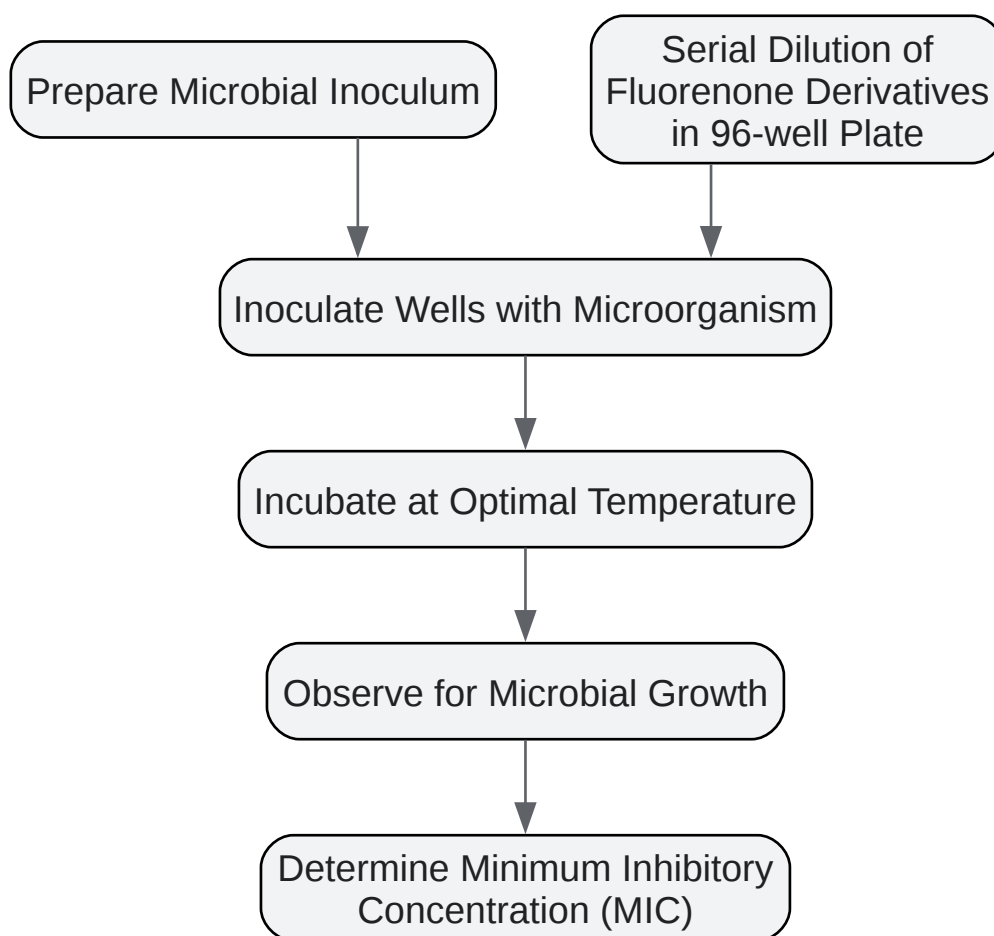 Prepare Microbial Inoculum
Serial Dilution of
Fluorenone Derivatives
in 96-well Plate
Inoculate Wells with Microorganism
Incubate at Optimal Temperature
Observe for Microbial Growth
Determine Minimum Inhibitory
Concentration (MIC)